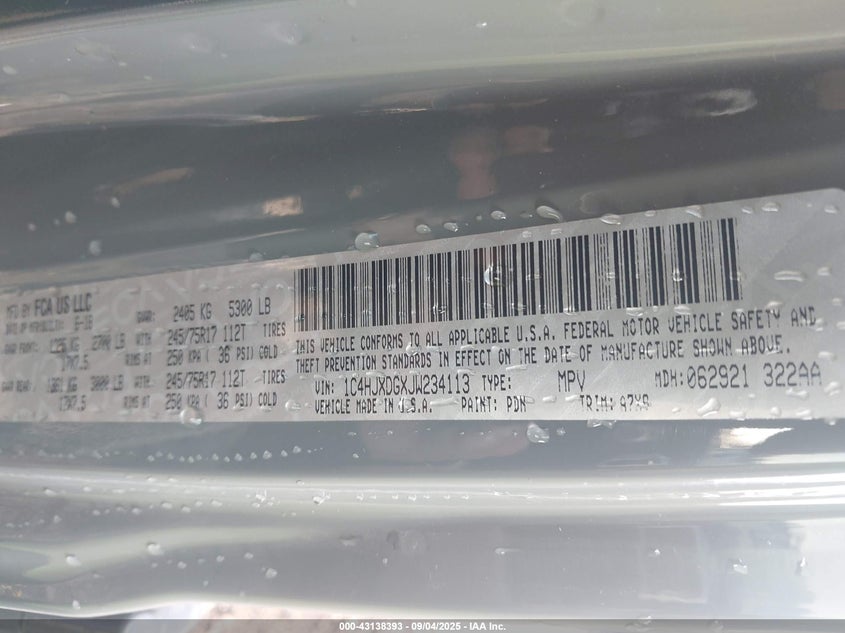 MFD BY FCA US LLC
DATE OF MFR 6-18
GVWR: 2405 KG 5300 LB
GAWR FRONT: 1225 KG 2700 LB WITH 245/75R17 112T TIRES
17X7.5 RIMS AT 250 KPA ( 36 PSI) COLD
GAWR REAR: 1361 KG 3000 LB WITH 245/75R17 112T TIRES
17X7.5 RIMS AT 250 KPA ( 36 PSI) COLD
THIS VEHICLE CONFORMS TO ALL APPLICABLE U.S.A. FEDERAL MOTOR VEHICLE SAFETY AND
THEFT PREVENTION STANDARDS IN EFFECT ON THE DATE OF MANUFACTURE SHOWN ABOVE.
VIN: 1C4HJXDGXJW234113 TYPE: MPV MDH: 062921 322AA
VEHICLE MADE IN U.S.A. PAINT: PDN TRIM: A7X9
000-43138393 - 09/04/2025 - IAA Inc.